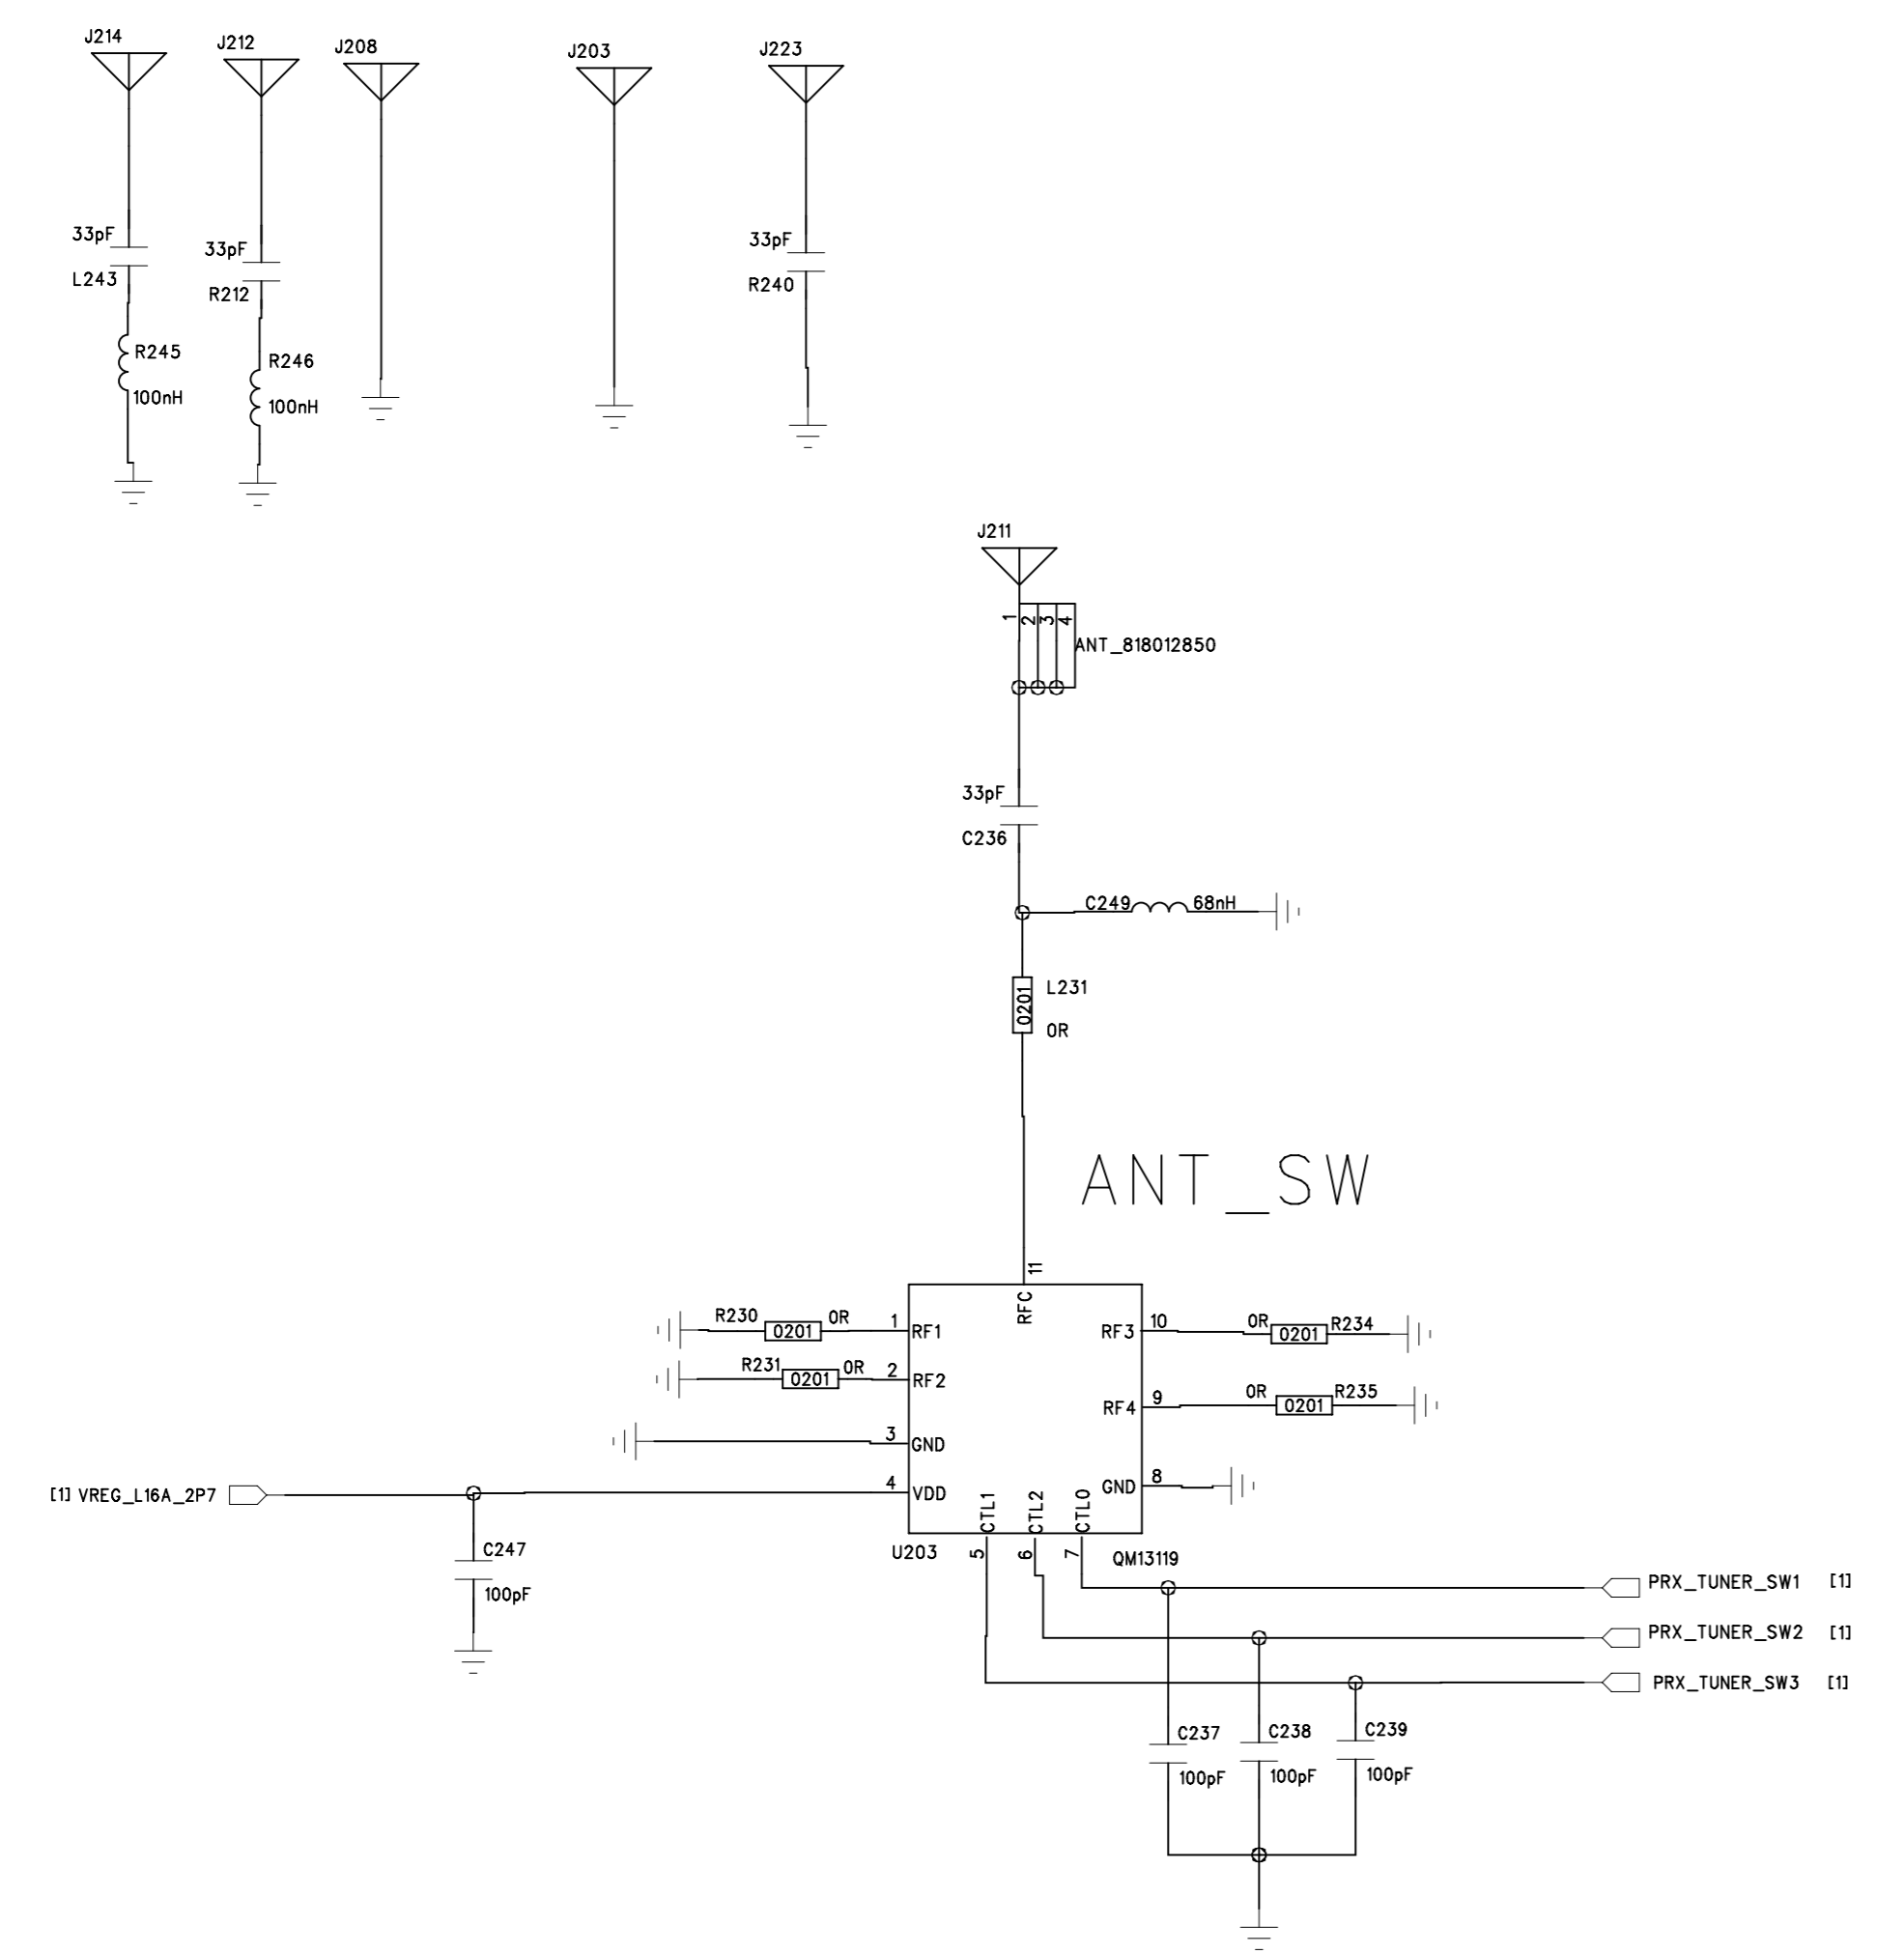 J214
J212
J208
J203
J223
33pF
L243
R245
100nH
33pF
R212
R246
100nH
33pF
R240
J211
1
2
3
4
ANT_818012850
33pF
C236
C249
68nH
0201
L231
0R
ANT_SW
11
RFC
R230
0201
0R
1
RF1
R231
0201
0R
2
RF2
3
GND
[1] VREG_L16A_2P7
4
VDD
C247
100pF
RF3
10
0R
0201
R234
RF4
9
0R
0201
R235
GND
8
CTL1
CTL2
CTL0
5
6
7
U203
QM13119
PRX_TUNER_SW1 [1]
PRX_TUNER_SW2 [1]
PRX_TUNER_SW3 [1]
C237
100pF
C238
100pF
C239
100pF